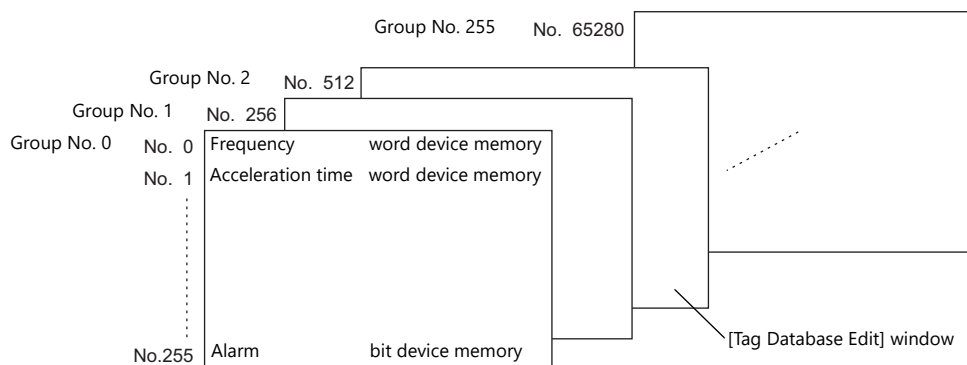 Group No. 255 No. 65280
Group No. 2 No. 512
Group No. 1 No. 256
Group No. 0 No. 0 Frequency word device memory
No. 1 Acceleration time word device memory
[Tag Database Edit] window
No.255 Alarm bit device memory